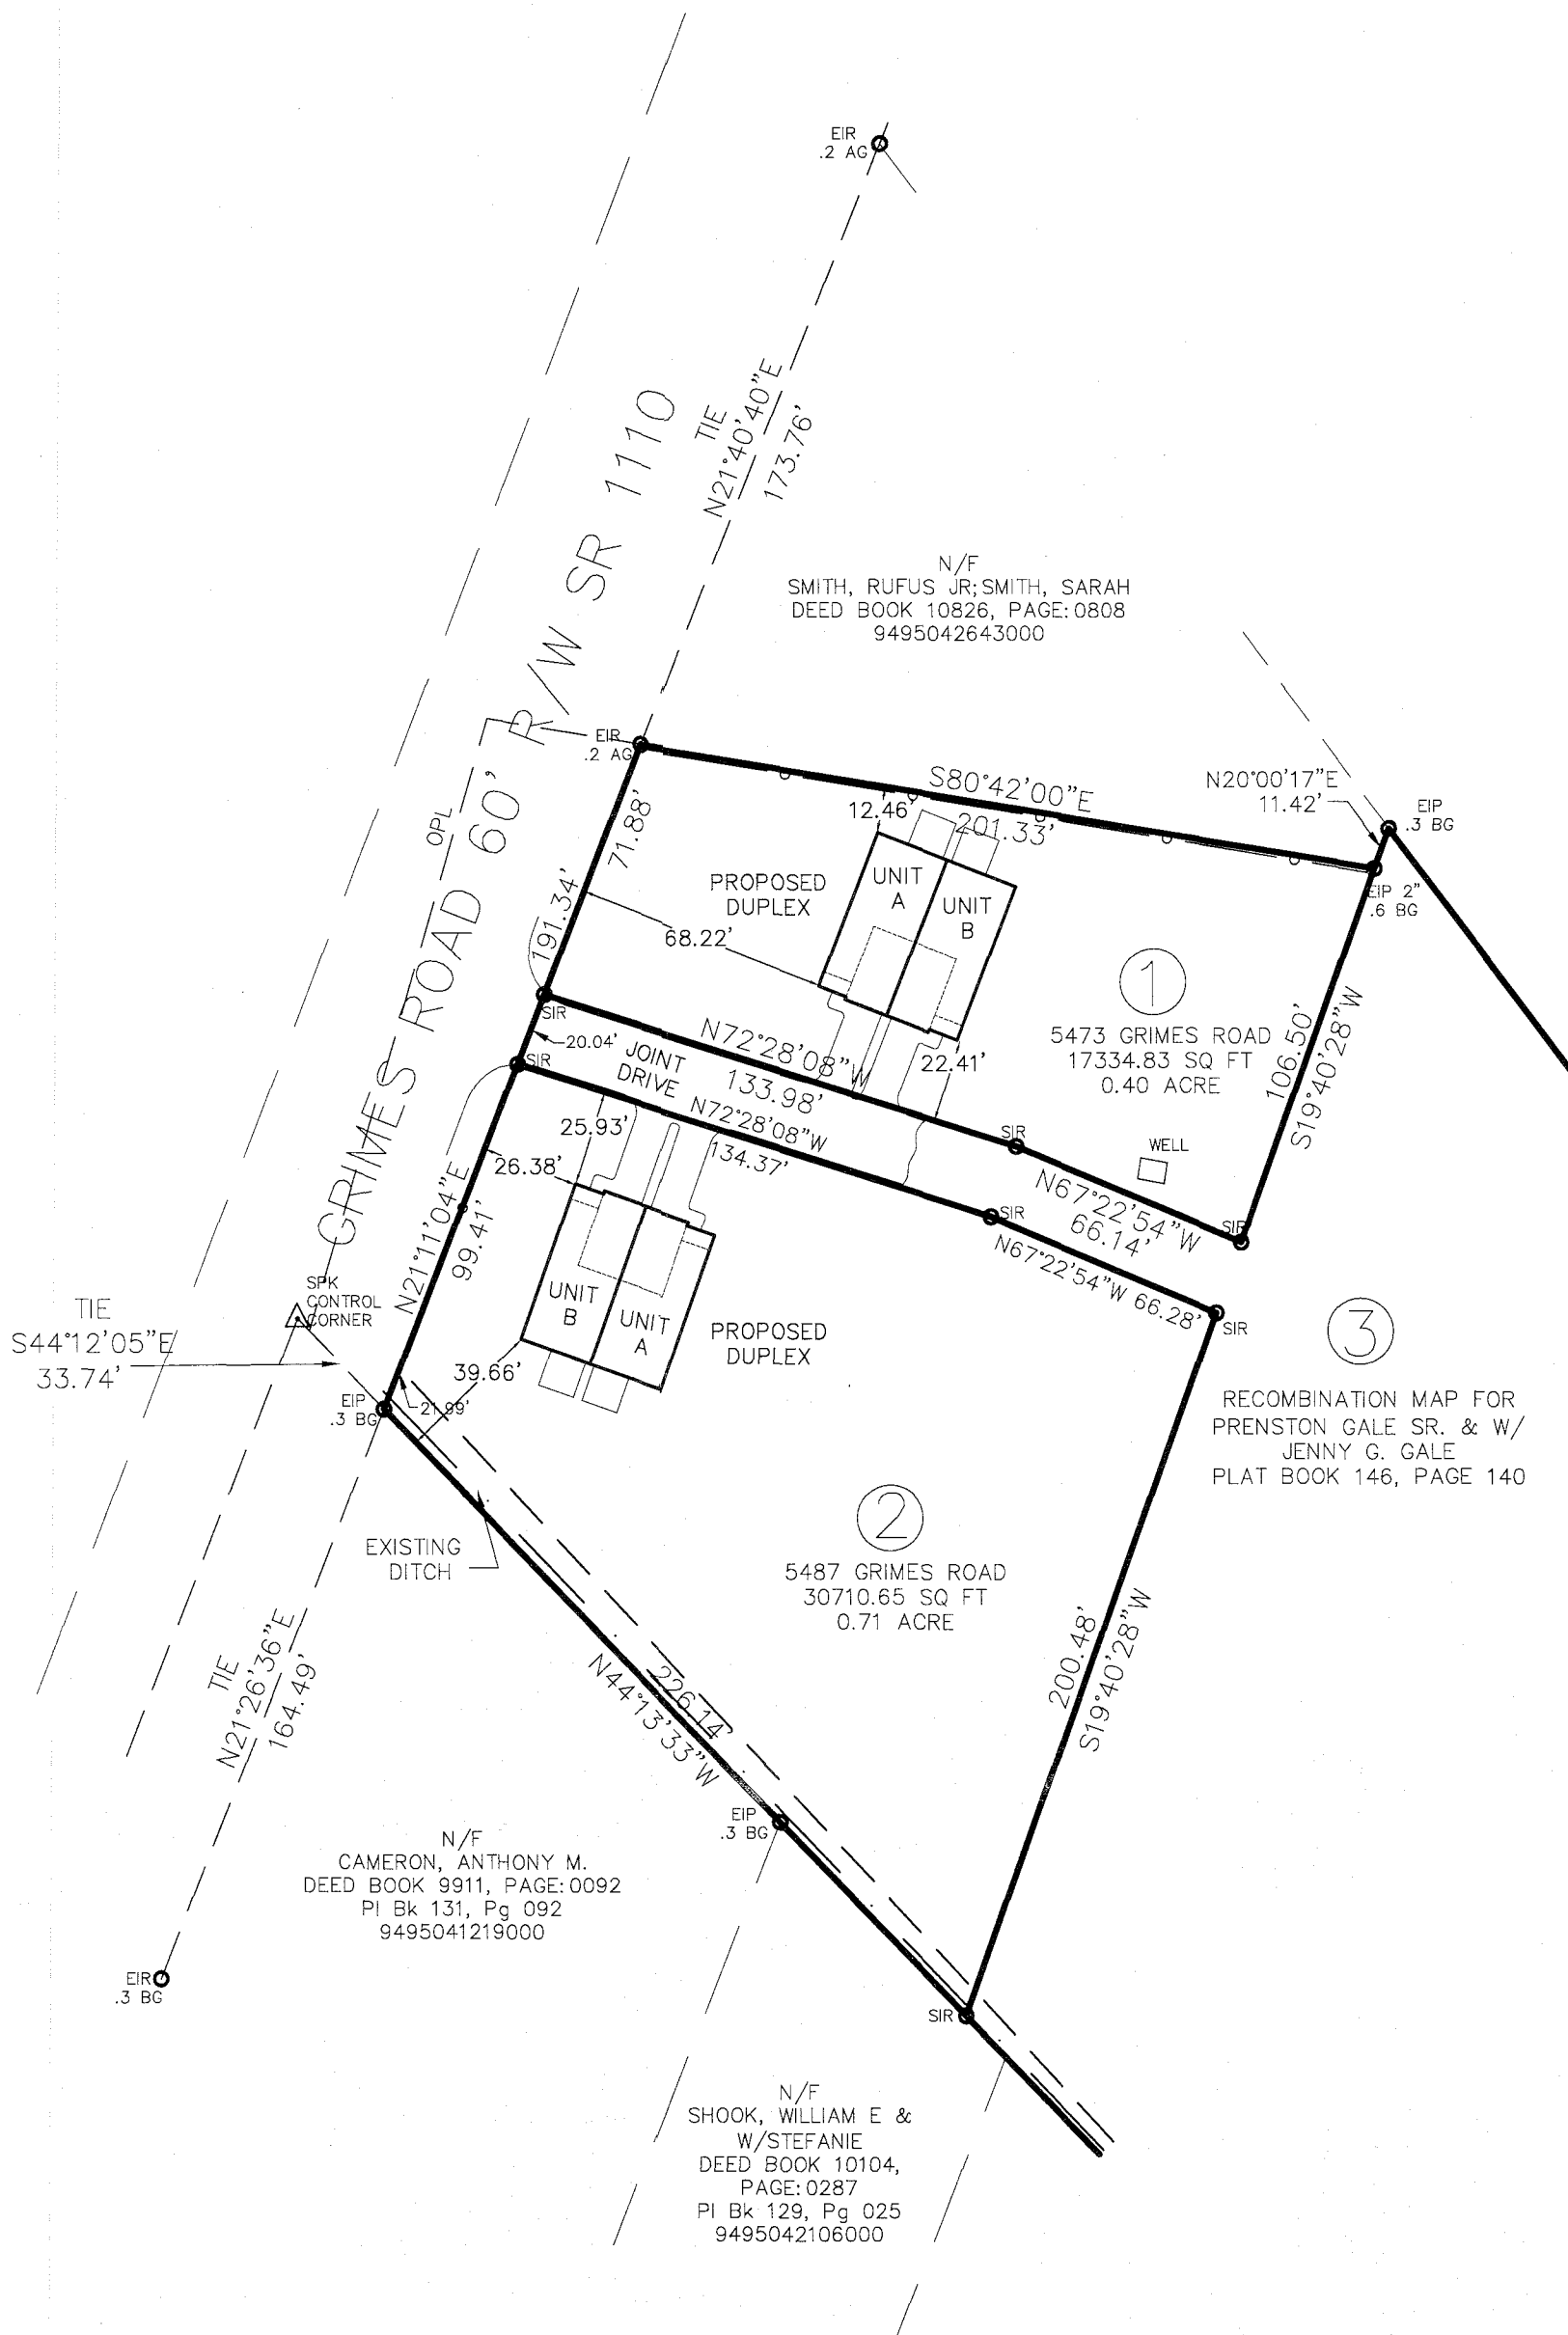 EIR
.2 AG
TIE
N21°40'40"E
173.76'
GRIMES ROAD 60' R/W SR 1110
OPL
N/F
SMITH, RUFUS JR; SMITH, SARAH
DEED BOOK 10826, PAGE: 0808
9495042643000
EIR
.2 AG
S80°42'00"E
201.33'
N20°00'17"E
11.42'
EIP
.3 BG
EIP 2"
.6 BG
12.46'
71.88'
191.34'
PROPOSED
DUPLEX
UNIT
A
UNIT
B
68.22'
1
5473 GRIMES ROAD
17334.83 SQ FT
0.40 ACRE
106.50'
S19°40'28"W
SIR
20.04'
JOINT
DRIVE
N72°28'08"W
133.98'
22.41'
SIR
N72°28'08"W
134.37'
SIR
WELL
N67°22'54"W
66.14'
SIR
25.93'
26.38'
SIR
N67°22'54"W 66.28'
SIR
N21°11'04"E
99.41'
SPK
CONTROL
CORNER
TIE
S44°12'05"E
33.74'
UNIT
B
UNIT
A
PROPOSED
DUPLEX
39.66'
21.99'
EIP
.3 BG
3
RECOMBINATION MAP FOR
PRENSTON GALE SR. & W/
JENNY G. GALE
PLAT BOOK 146, PAGE 140
EXISTING
DITCH
2
5487 GRIMES ROAD
30710.65 SQ FT
0.71 ACRE
200.48'
S19°40'28"W
TIE
N21°26'36"E
164.49'
226.14'
N44°13'33"W
EIP
.3 BG
N/F
CAMERON, ANTHONY M.
DEED BOOK 9911, PAGE: 0092
Pl Bk 131, Pg 092
9495041219000
EIR
.3 BG
SIR
N/F
SHOOK, WILLIAM E &
W/STEFANIE
DEED BOOK 10104,
PAGE: 0287
Pl Bk 129, Pg 025
9495042106000